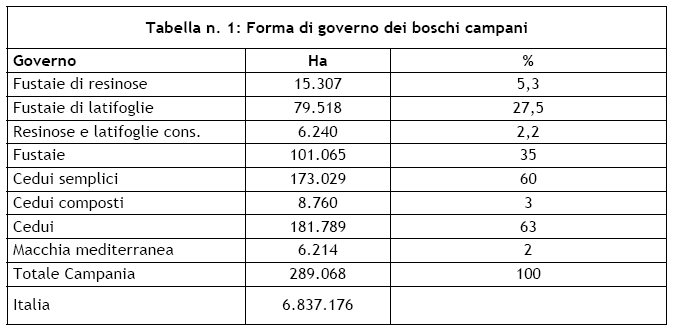 Tabella n. 1: Forma di governo dei boschi campani
Governo Ha %
Fustaie di resinose 15.307 5,3
Fustaie di latifoglie 79.518 27,5
Resinose e latifoglie cons. 6.240 2,2
Fustaie 101.065 35
Cedui semplici 173.029 60
Cedui composti 8.760 3
Cedui 181.789 63
Macchia mediterranea 6.214 2
Totale Campania 289.068 100
Italia 6.837.176